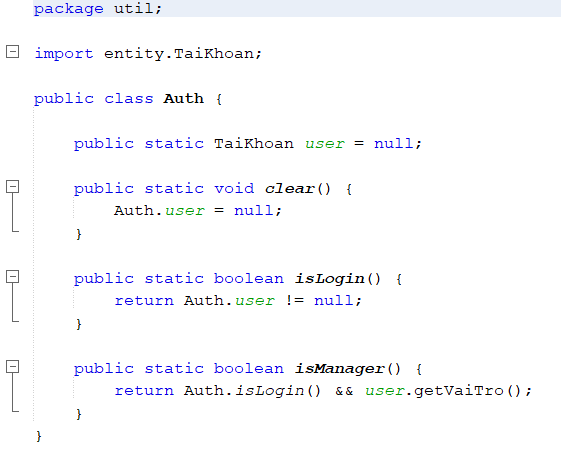 package util;
import entity.TaiKhoan;
public class Auth {
public static TaiKhoan user = null;
public static void clear() {
Auth.user = null;
}
public static boolean isLogin() {
return Auth.user != null;
}
public static boolean isManager() {
return Auth.isLogin() && user.getVaiTro();
}
}